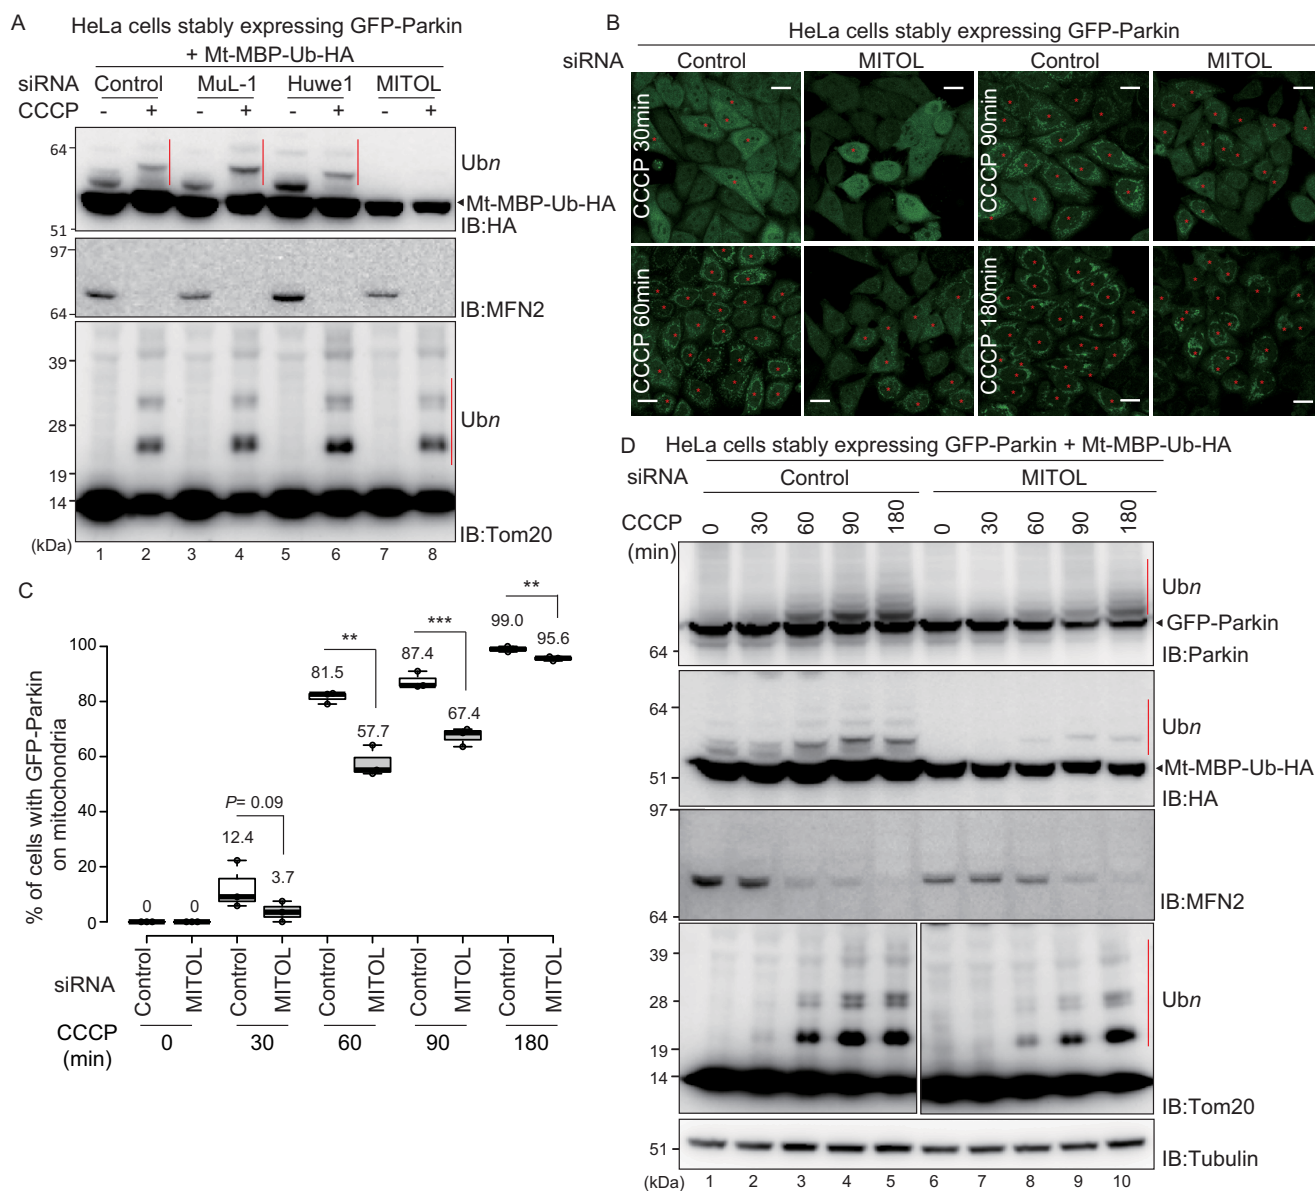 A
HeLa cells stably expressing GFP-Parkin
+ Mt-MBP-Ub-HA
siRNA Control MuL-1 Huwe1 MITOL
CCCP - + - + - + - +
64
Ubn
Mt-MBP-Ub-HA
51
IB:HA
97
64
IB:MFN2
39
Ubn
28
19
14
IB:Tom20
(kDa) 1 2 3 4 5 6 7 8
B
HeLa cells stably expressing GFP-Parkin
siRNA Control MITOL Control MITOL
CCCP 30min
CCCP 90min
CCCP 60min
CCCP 180min
C
% of cells with GFP-Parkin
on mitochondria
100
80
60
40
20
0
0
0
P= 0.09
12.4
3.7
**
81.5
57.7
***
87.4
67.4
**
99.0
95.6
siRNA Control MITOL Control MITOL Control MITOL Control MITOL Control MITOL
CCCP 0 30 60 90 180
(min)
D
HeLa cells stably expressing GFP-Parkin + Mt-MBP-Ub-HA
siRNA Control MITOL
CCCP 0 30 60 90 180 0 30 60 90 180
(min)
Ubn
GFP-Parkin
64
IB:Parkin
64
Ubn
Mt-MBP-Ub-HA
51
IB:HA
97
IB:MFN2
64
39
28
Ubn
19
14
IB:Tom20
51
IB:Tubulin
(kDa) 1 2 3 4 5 6 7 8 9 10